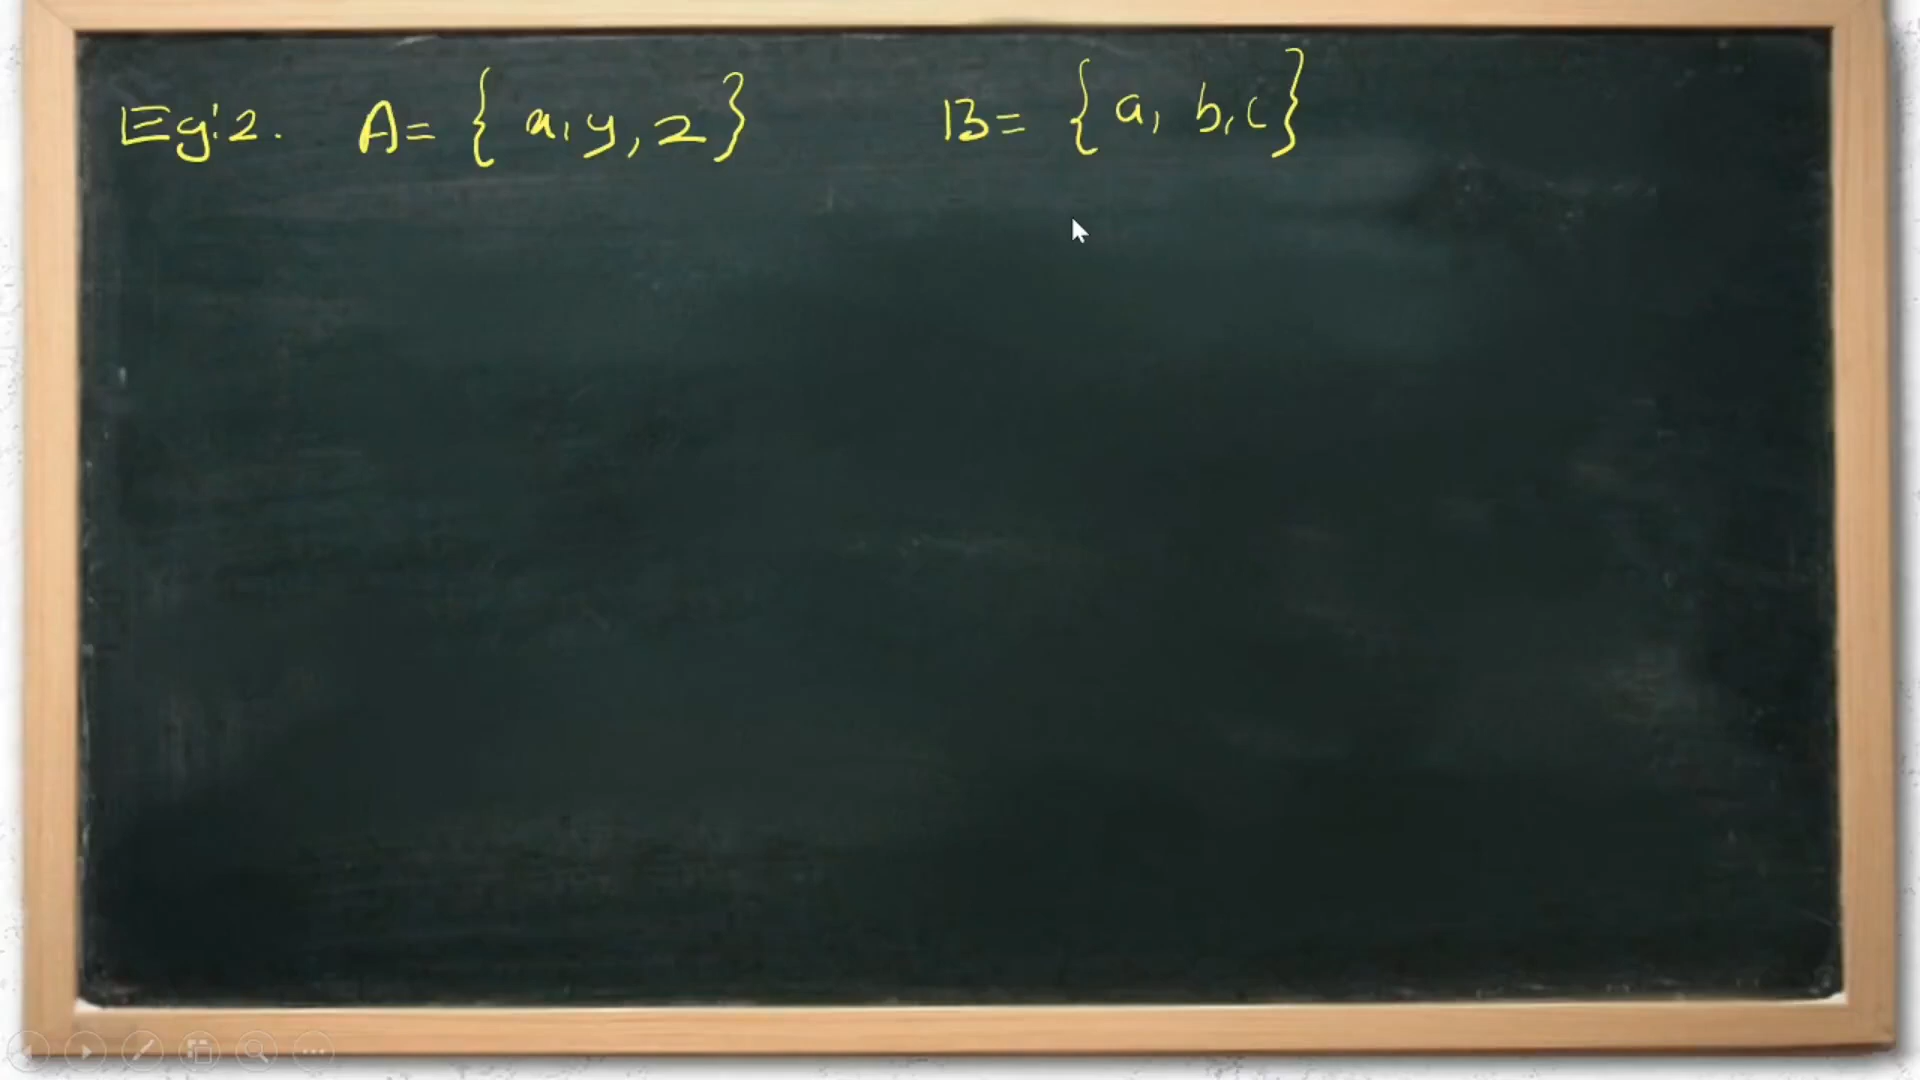 Eg:2. A= { x, y, z } B= { a, b, c }